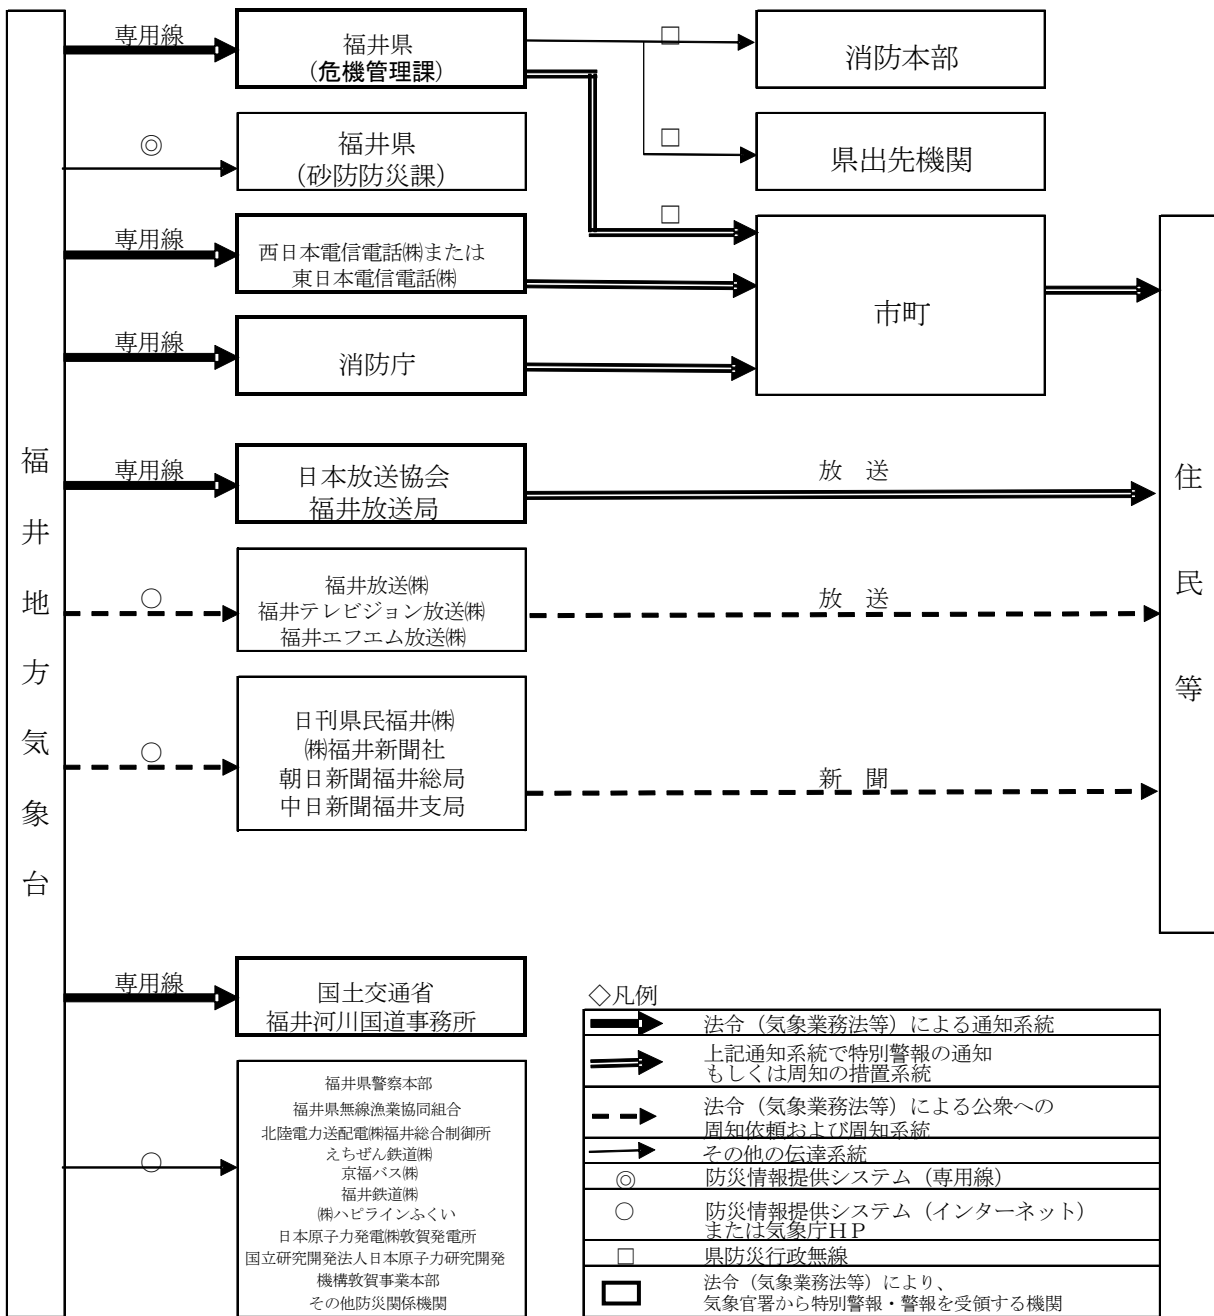 福井地方気象台
専用線
福井県
(危機管理課)
□
消防本部
□
県出先機関
◎
福井県
(砂防防災課)
□
専用線
西日本電信電話㈱または
東日本電信電話㈱
市町
専用線
消防庁
専用線
日本放送協会
福井放送局
放 送
○
福井放送㈱
福井テレビジョン放送㈱
福井エフエム放送㈱
放 送
○
日刊県民福井㈱
㈱福井新聞社
朝日新聞福井総局
中日新聞福井支局
新 聞
住民等
専用線
国土交通省
福井河川国道事務所
○
福井県警察本部
福井県無線漁業協同組合
北陸電力送配電㈱福井総合制御所
えちぜん鉄道㈱
京福バス㈱
福井鉄道㈱
㈱ハピラインふくい
日本原子力発電㈱敦賀発電所
国立研究開発法人日本原子力研究開発
機構敦賀事業本部
その他防災関係機関
◇凡例
法令(気象業務法等)による通知系統
上記通知系統で特別警報の通知
もしくは周知の措置系統
法令(気象業務法等)による公衆への
周知依頼および周知系統
その他の伝達系統
◎ 防災情報提供システム(専用線)
○ 防災情報提供システム(インターネット)
または気象庁HP
□ 県防災行政無線
法令(気象業務法等)により、
気象官署から特別警報・警報を受領する機関